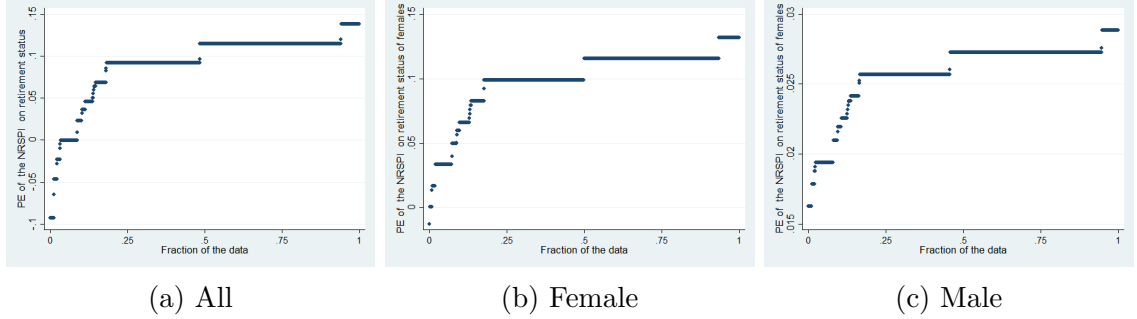 PE of the NRSPI on retirement status
.15
.1
.05
0
-.05
-.1
0 .25 .5 .75 1
Fraction of the data
(a) All
PE of the NRSPI on retirement status of females
.15
.1
.05
0
0 .25 .5 .75 1
Fraction of the data
(b) Female
PE of the NRSPI on retirement status of males
.03
.025
.02
.015
0 .25 .5 .75 1
Fraction of the data
(c) Male